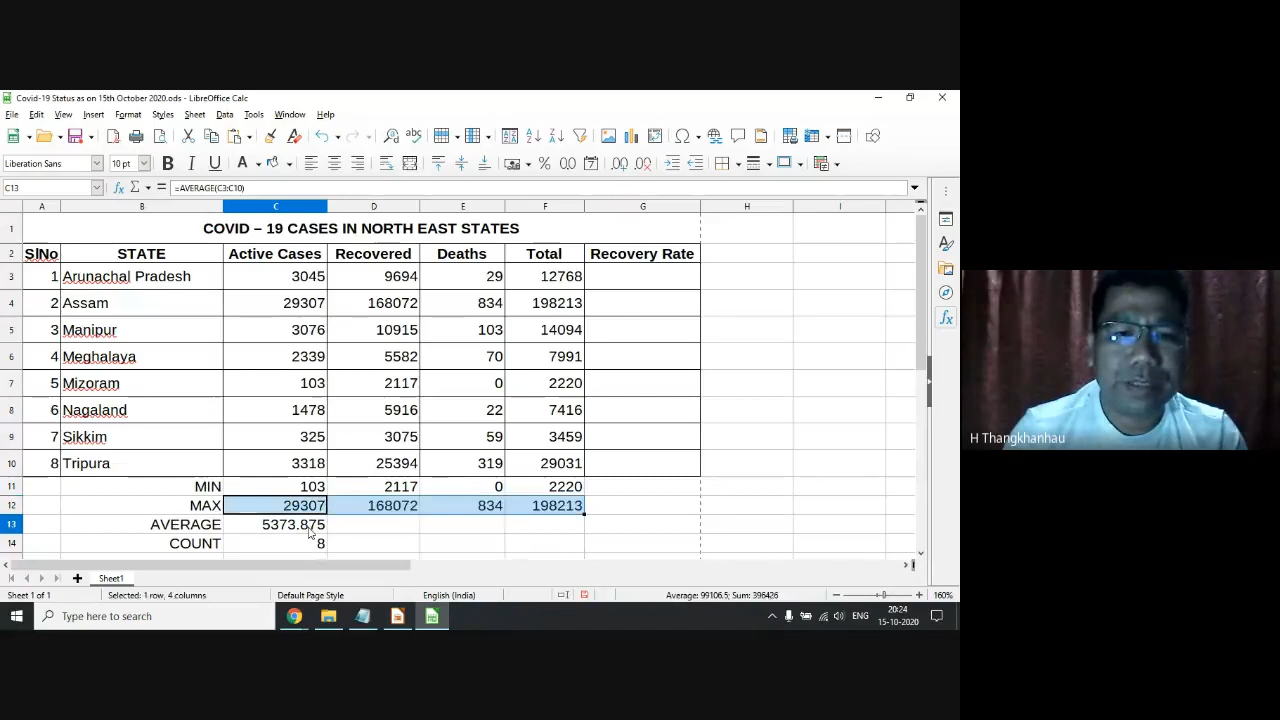 Covid-19 Status as on 15th October 2020.ods - LibreOffice Calc
File Edit View Insert Format Styles Sheet Data Tools Window Help
Liberation Sans 10 pt
C13 =AVERAGE(C3:C10)
A B C D E F G H I
1 COVID – 19 CASES IN NORTH EAST STATES
2 SlNo STATE Active Cases Recovered Deaths Total Recovery Rate
3 1 Arunachal Pradesh 3045 9694 29 12768
4 2 Assam 29307 168072 834 198213
5 3 Manipur 3076 10915 103 14094
6 4 Meghalaya 2339 5582 70 7991
7 5 Mizoram 103 2117 0 2220
8 6 Nagaland 1478 5916 22 7416
9 7 Sikkim 325 3075 59 3459
10 8 Tripura 3318 25394 319 29031
11 MIN 103 2117 0 2220
12 MAX 29307 168072 834 198213
13 AVERAGE 5373.875
14 COUNT 8
Sheet1
Sheet 1 of 1 Selected: 1 row, 4 columns Default Page Style English (India) Average: 99106.5; Sum: 396426 160%
Type here to search ENG 20:24
15-10-2020
H Thangkhanhau